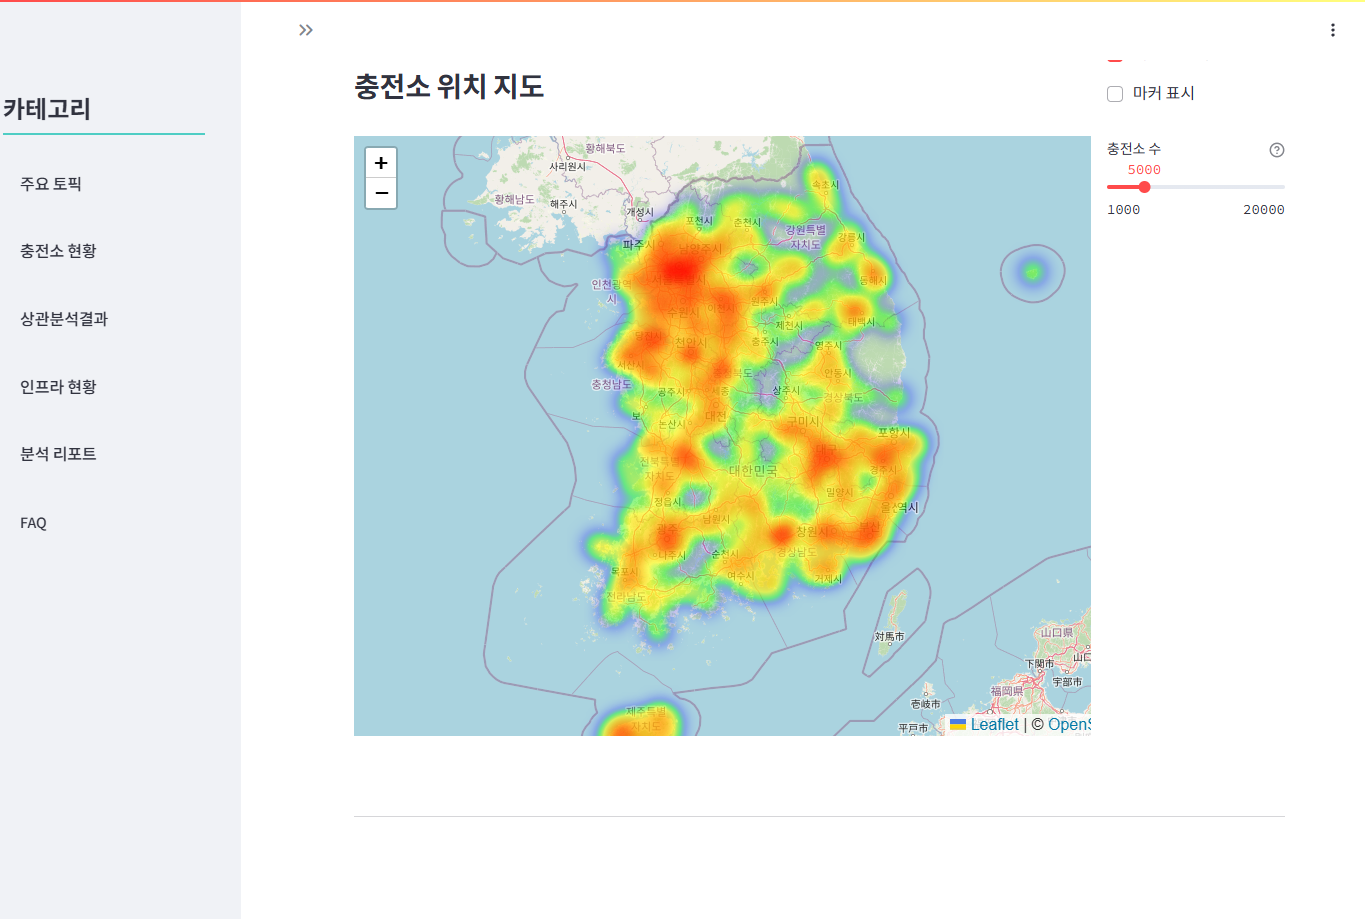 카테고리
주요 토픽
충전소 현황
상관분석결과
인프라 현황
분석 리포트
FAQ
충전소 위치 지도
마커 표시
충전소 수
5000
1000 20000
+
−
황해북도
사리원시
황해남도
해주시
개성시
속초시
포천시
춘천시
강원특별
자치도
강릉시
파주시
남양주시
동해시
인천광역
시
수원시
원주시
제천시
태백시
천안시
충주시
영주시
서산시
안동시
충청남도
공주시
세종
상주시
경상북도
보
논산시
대전
구미시
포항시
전북특별
자치도
대한민국
대구
경주시
정읍시
밀양시
울산
역시
남원시
광주
창원시
부산
나주시
순천시
경상남도
목포시
여수시
거제시
전라남도
対馬市
山口県
下関市
山口
宇部市
福岡県
壱岐市
平戸市
제주특별
자치도
Leaflet | © OpenS